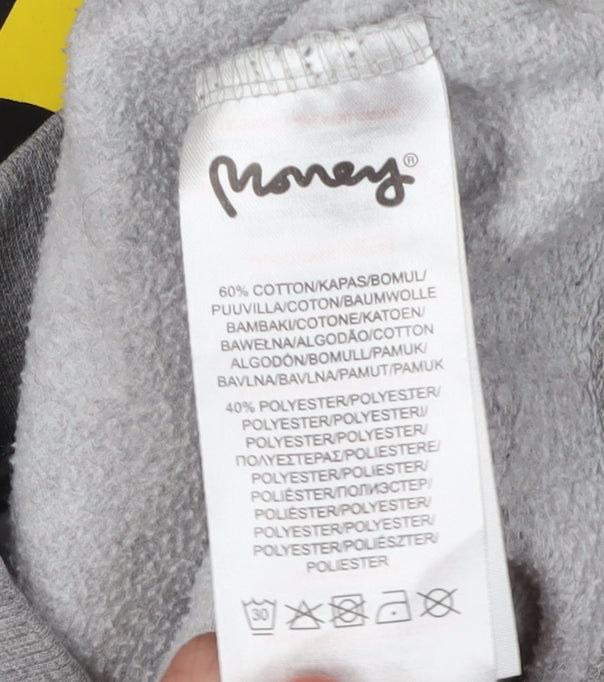 Money®
60% COTTON/KAPAS/BOMUL/
PUUVILLA/COTON/BAUMWOLLE
BAMBAKI/COTONE/KATOEN/
BAWEŁNA/ALGODÃO/COTTON
ALGODÓN/BOMULL/PAMUK/
BAVLNA/BAVLNA/PAMUT/PAMUK
40% POLYESTER/POLYESTER/
POLYESTER/POLYESTERI/
POLYESTER/POLYESTER/
ΠΟΛΥΕΣΤΕΡΑΣ/POLIESTERE/
POLYESTER/POLIESTER/
POLIÉSTER/ПОЛИЭСТЕР/
POLIÉSTER/POLYESTER/
POLYESTER/POLYESTER/
POLYESTER/POLIÉSZTER/
POLIESTER
30